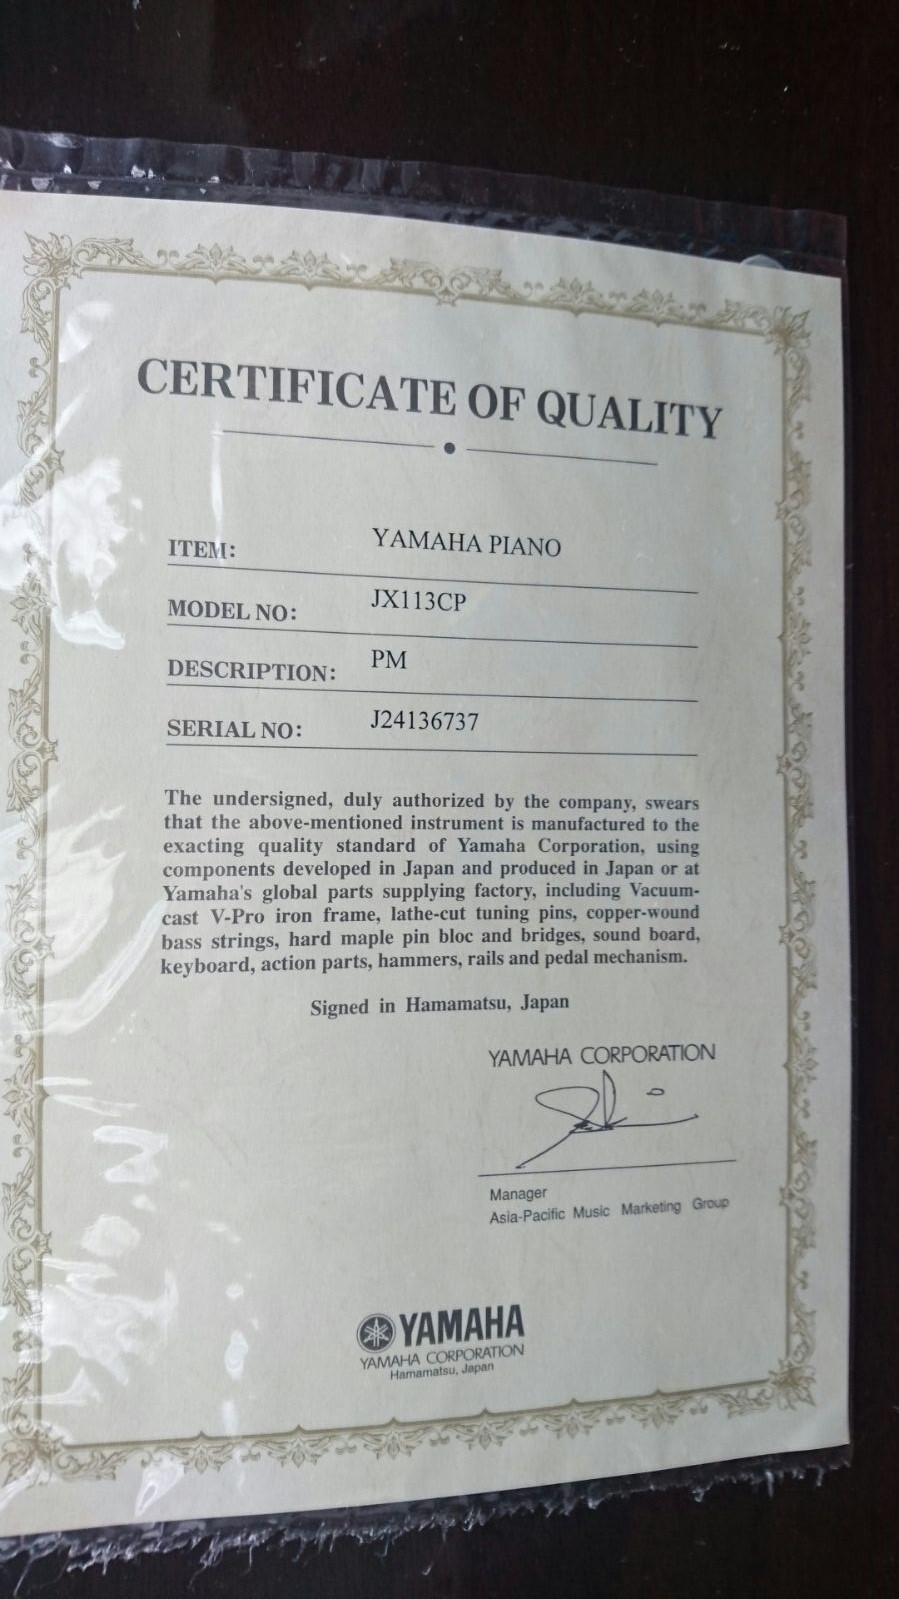 CERTIFICATE OF QUALITY
ITEM: YAMAHA PIANO
MODEL NO: JX113CP
DESCRIPTION: PM
SERIAL NO: J24136737
The undersigned, duly authorized by the company, swears
that the above-mentioned instrument is manufactured to the
exacting quality standard of Yamaha Corporation, using
components developed in Japan and produced in Japan or at
Yamaha's global parts supplying factory, including Vacuum-
cast V-Pro iron frame, lathe-cut tuning pins, copper-wound
bass strings, hard maple pin bloc and bridges, sound board,
keyboard, action parts, hammers, rails and pedal mechanism.
Signed in Hamamatsu, Japan
YAMAHA CORPORATION
Manager
Asia-Pacific Music Marketing Group
YAMAHA
YAMAHA CORPORATION
Hamamatsu, Japan